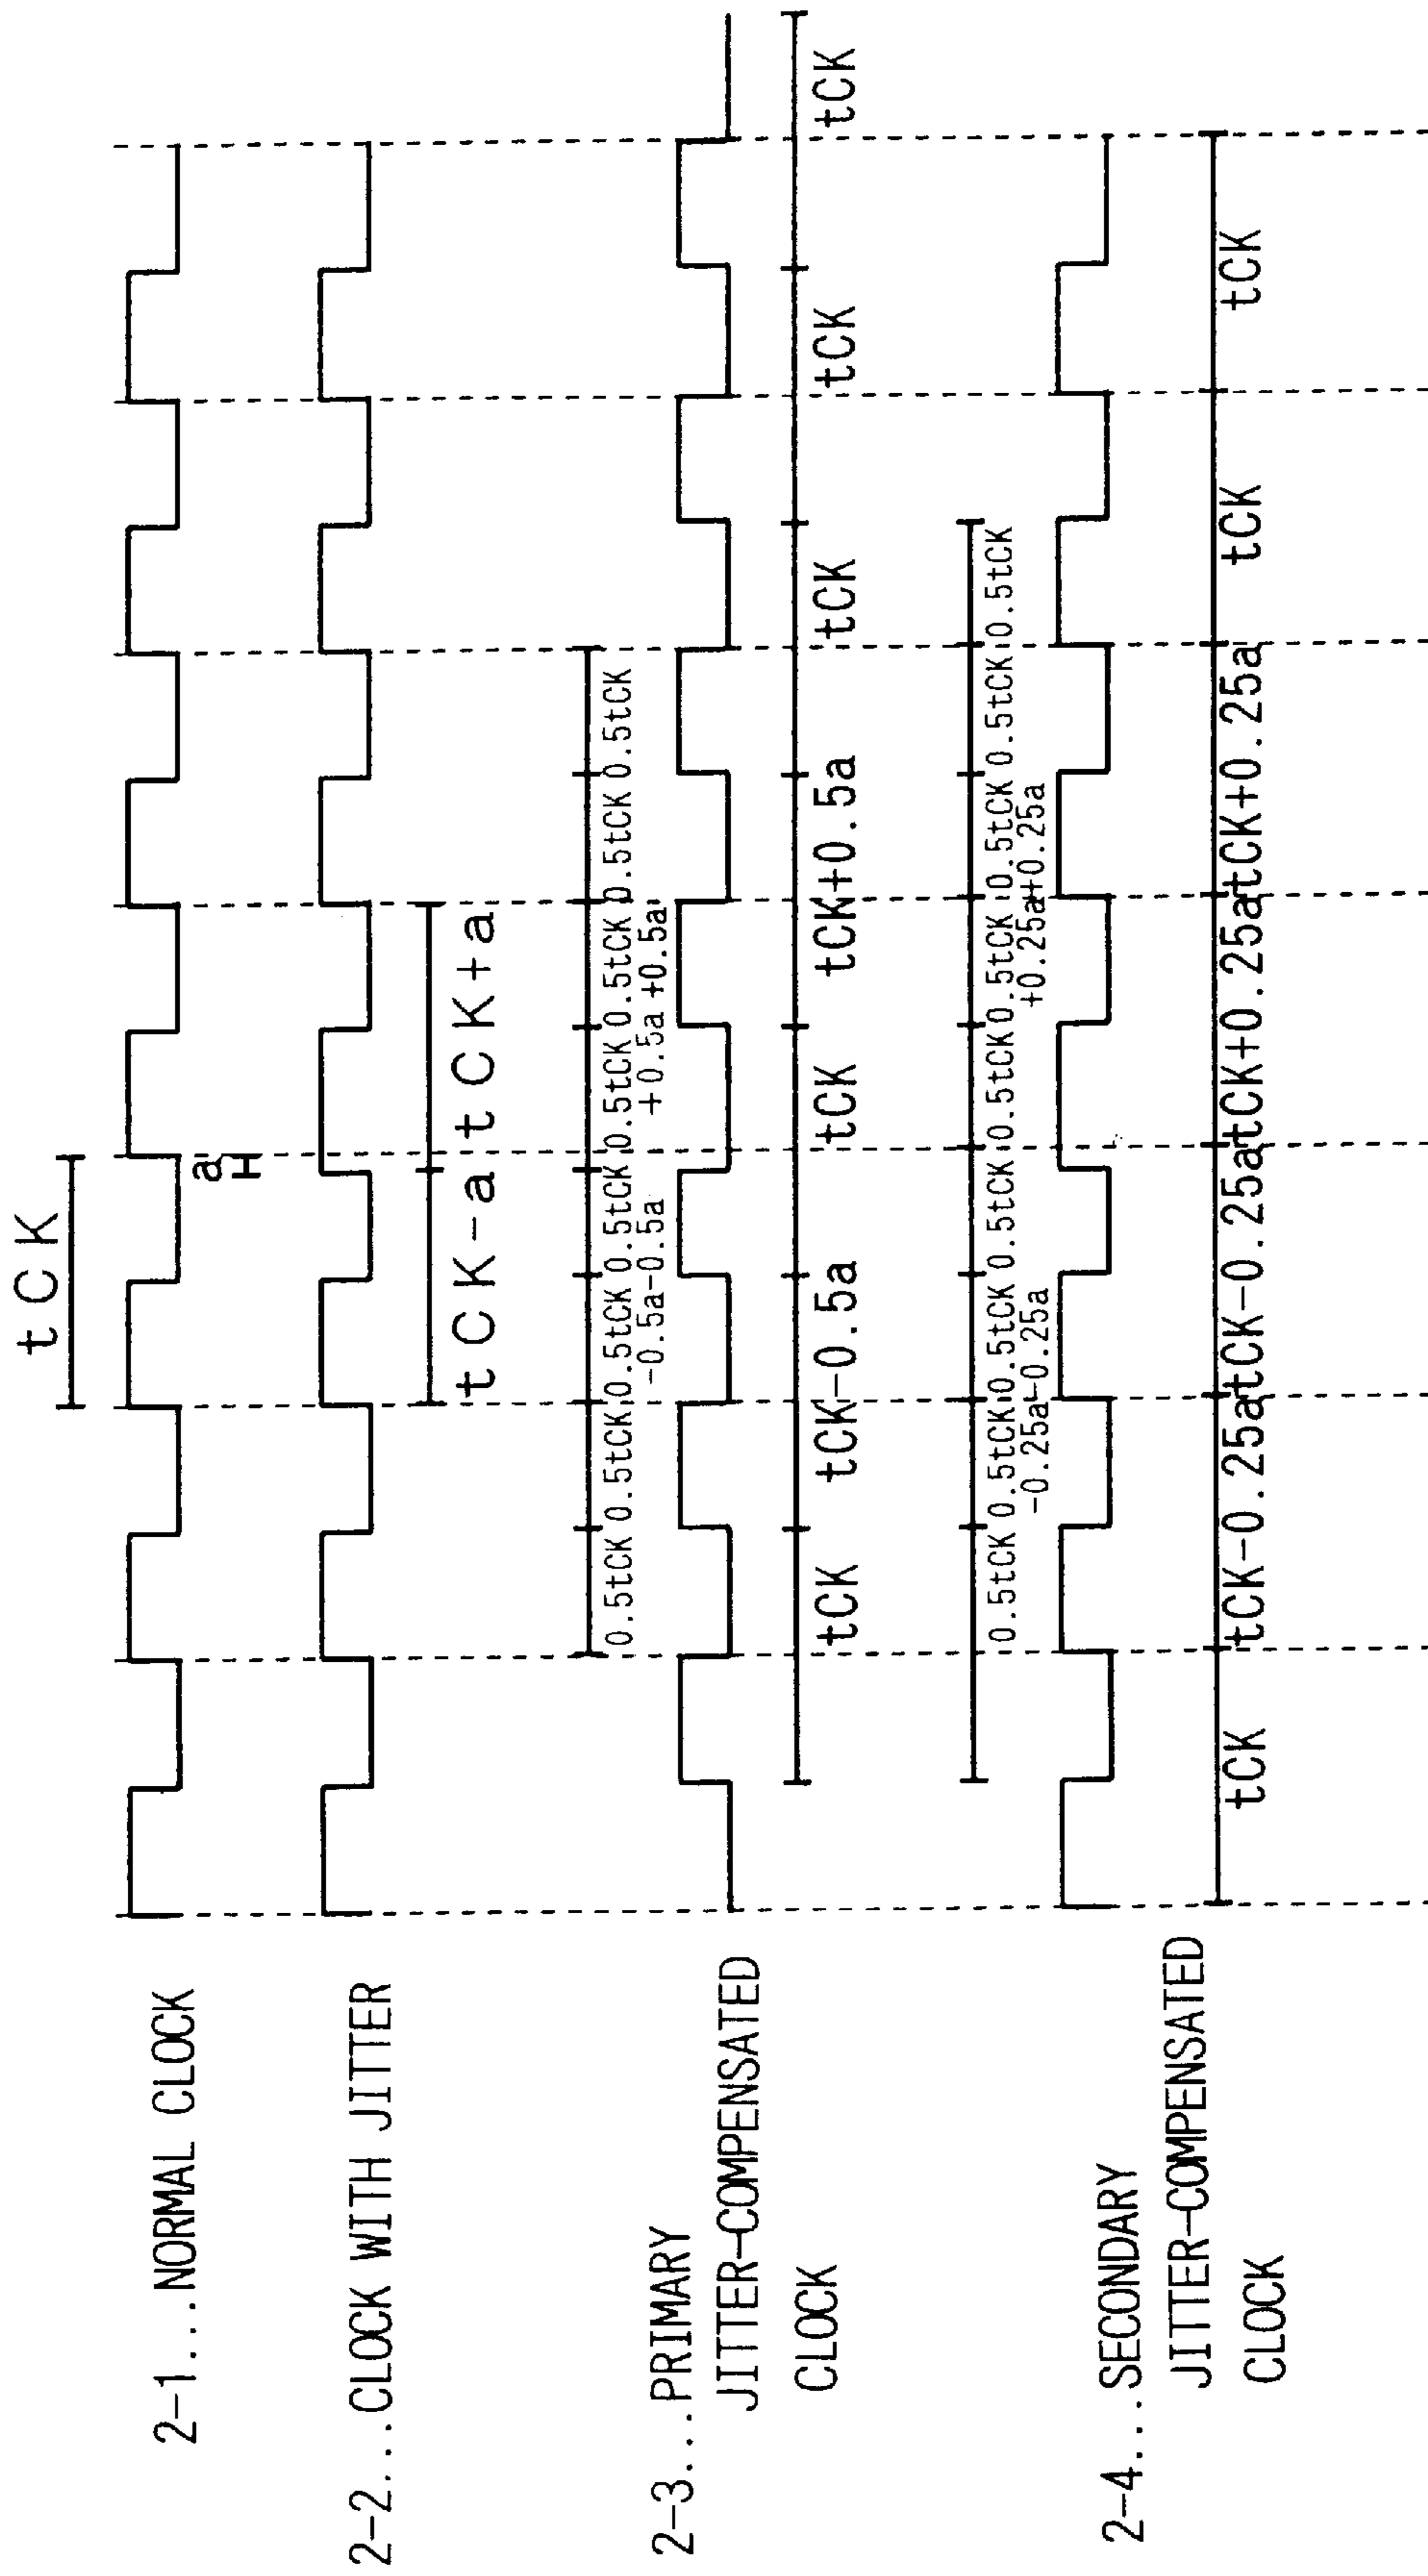 tCK
2-1...NORMAL CLOCK
a
2-2...CLOCK WITH JITTER
tCK-a tCK+a
0.5tCK 0.5tCK 0.5tCK 0.5tCK 0.5tCK 0.5tCK 0.5tCK 0.5tCK
-0.5a -0.5a +0.5a +0.5a
2-3...PRIMARY
JITTER-COMPENSATED
CLOCK
tCK tCK-0.5a tCK tCK+0.5a tCK tCK tCK
0.5tCK 0.5tCK 0.5tCK 0.5tCK 0.5tCK 0.5tCK 0.5tCK 0.5tCK 0.5tCK
-0.25a -0.25a +0.25a +0.25a
2-4...SECONDARY
JITTER-COMPENSATED
CLOCK
tCK tCK-0.25a tCK-0.25a tCK+0.25a tCK+0.25a tCK tCK